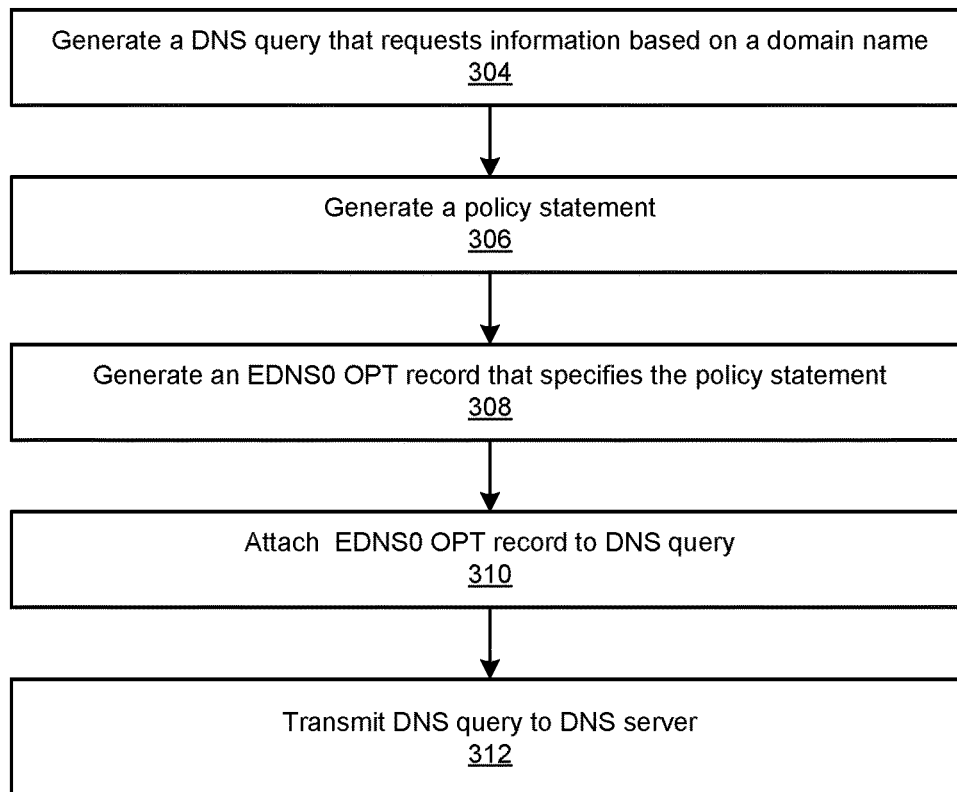 Generate a DNS query that requests information based on a domain name
304
Generate a policy statement
306
Generate an EDNS0 OPT record that specifies the policy statement
308
Attach EDNS0 OPT record to DNS query
310
Transmit DNS query to DNS server
312